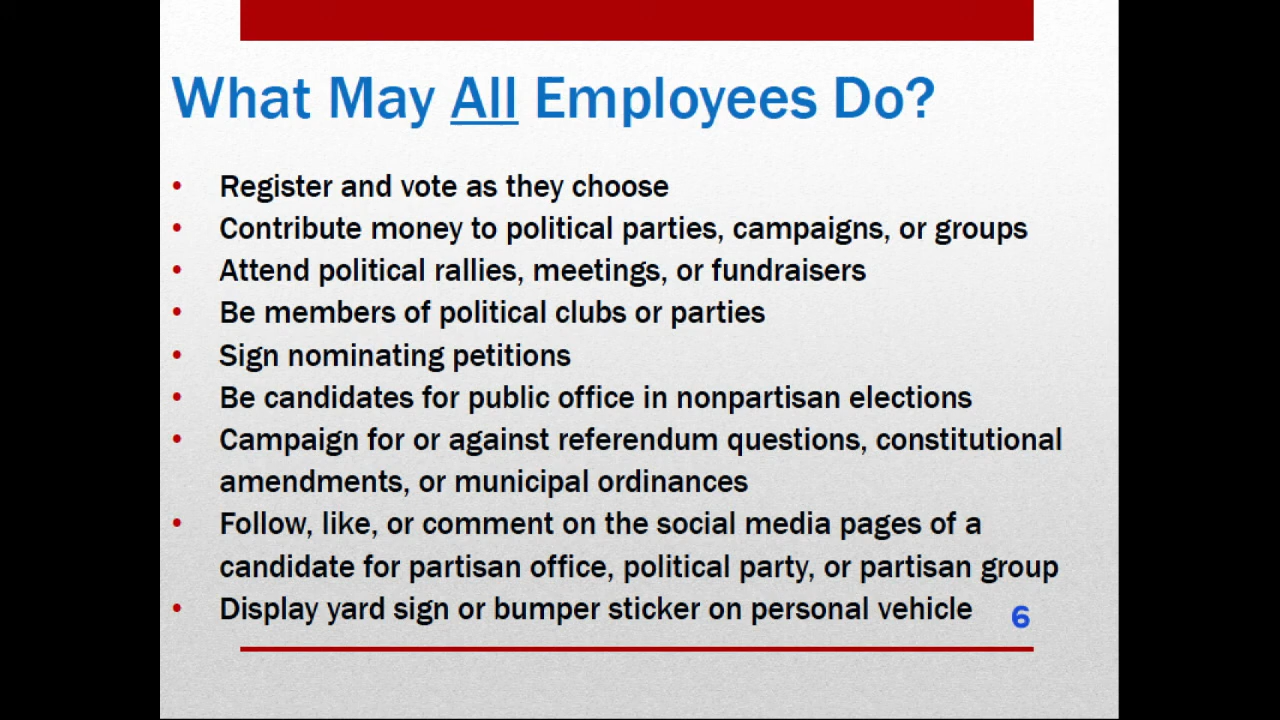 What May All Employees Do?
• Register and vote as they choose
• Contribute money to political parties, campaigns, or groups
• Attend political rallies, meetings, or fundraisers
• Be members of political clubs or parties
• Sign nominating petitions
• Be candidates for public office in nonpartisan elections
• Campaign for or against referendum questions, constitutional
amendments, or municipal ordinances
• Follow, like, or comment on the social media pages of a
candidate for partisan office, political party, or partisan group
• Display yard sign or bumper sticker on personal vehicle
6